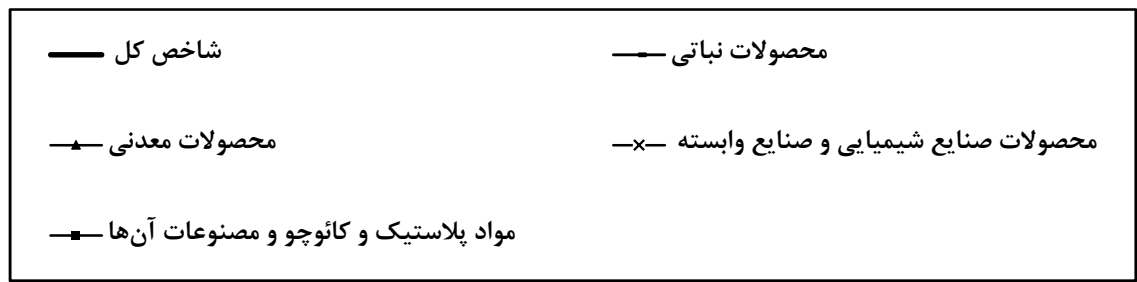 شاخص کل
محصولات نباتی
محصولات معدنی
محصولات صنایع شیمیایی و صنایع وابسته
مواد پلاستیک و کائوچو و مصنوعات آن‌ها